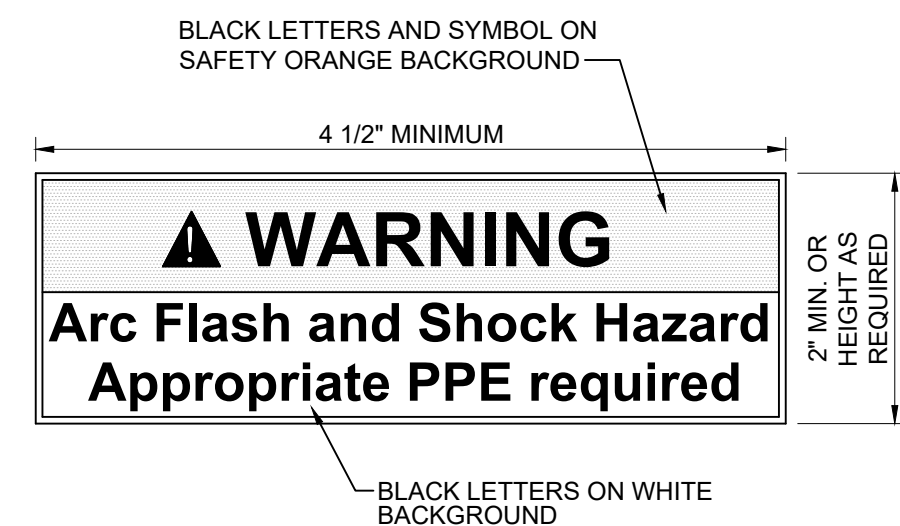 BLACK LETTERS AND SYMBOL ON
SAFETY ORANGE BACKGROUND
4 1/2" MINIMUM
WARNING
Arc Flash and Shock Hazard
Appropriate PPE required
2" MIN. OR
HEIGHT AS
REQUIRED
BLACK LETTERS ON WHITE
BACKGROUND